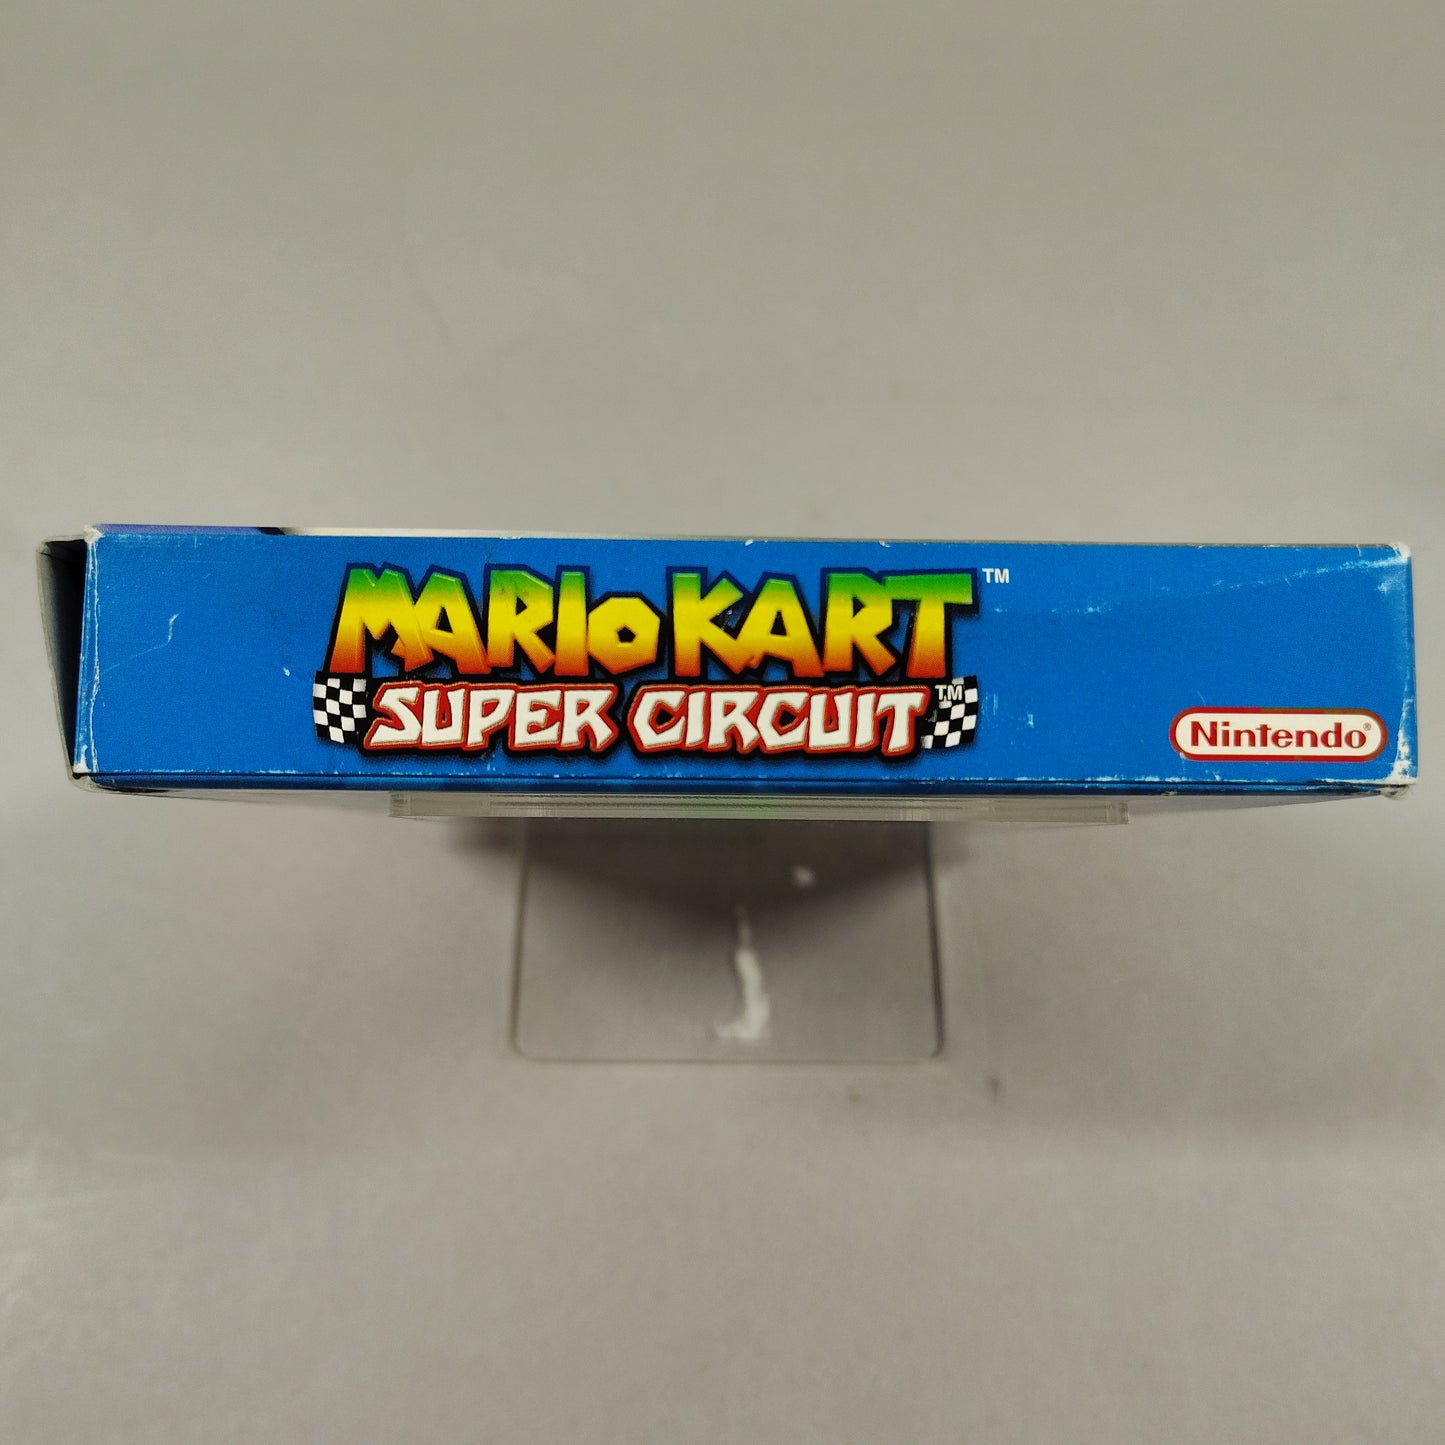 MARIO KART™
SUPER CIRCUIT™
Nintendo®